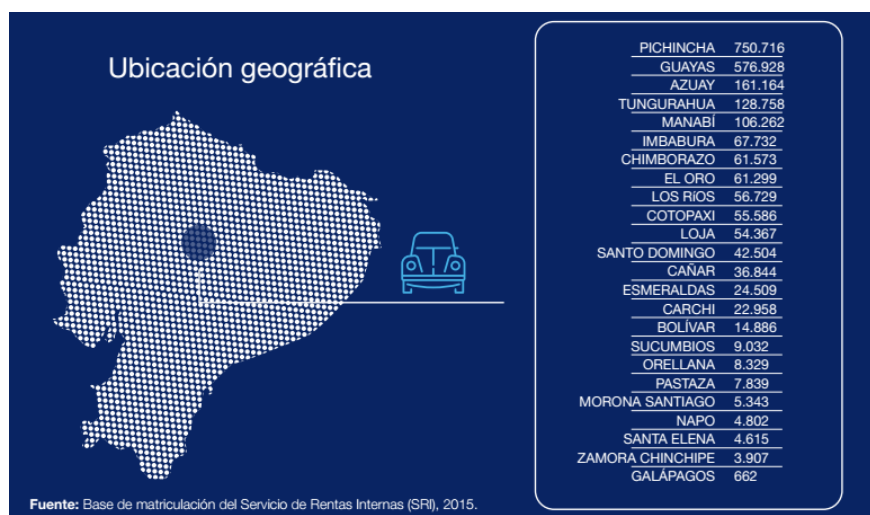 Ubicación geográfica
PICHINCHA 750.716
GUAYAS 576.928
AZUAY 161.164
TUNGURAHUA 128.758
MANABÍ 106.262
IMBABURA 67.732
CHIMBORAZO 61.573
EL ORO 61.299
LOS RíOS 56.729
COTOPAXI 55.586
LOJA 54.367
SANTO DOMINGO 42.504
CAÑAR 36.844
ESMERALDAS 24.509
CARCHI 22.958
BOLÍVAR 14.886
SUCUMBIOS 9.032
ORELLANA 8.329
PASTAZA 7.839
MORONA SANTIAGO 5.343
NAPO 4.802
SANTA ELENA 4.615
ZAMORA CHINCHIPE 3.907
GALÁPAGOS 662
Fuente: Base de matriculación del Servicio de Rentas Internas (SRI), 2015.